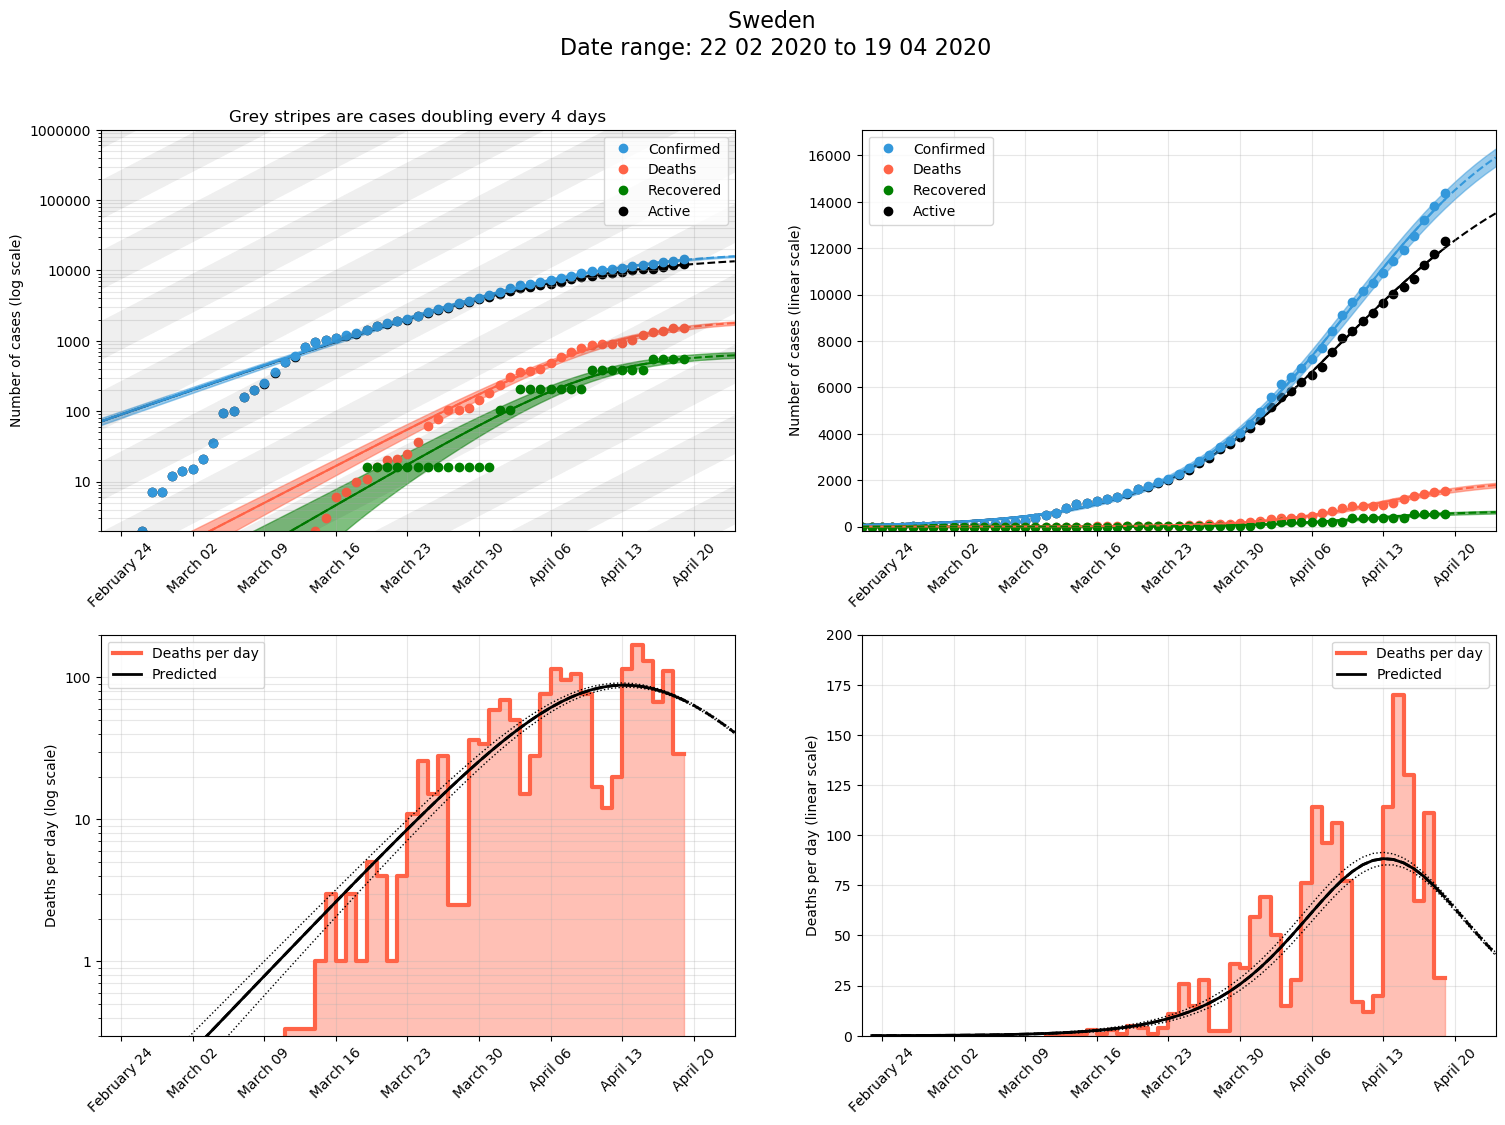 Sweden
Date range: 22 02 2020 to 19 04 2020
Grey stripes are cases doubling every 4 days
Number of cases (log scale)
1000000
100000
10000
1000
100
10
Confirmed
Deaths
Recovered
Active
February 24
March 02
March 09
March 16
March 23
March 30
April 06
April 13
April 20
Number of cases (linear scale)
16000
14000
12000
10000
8000
6000
4000
2000
0
Confirmed
Deaths
Recovered
Active
February 24
March 02
March 09
March 16
March 23
March 30
April 06
April 13
April 20
Deaths per day (log scale)
100
10
1
Deaths per day
Predicted
February 24
March 02
March 09
March 16
March 23
March 30
April 06
April 13
April 20
Deaths per day (linear scale)
200
175
150
125
100
75
50
25
0
Deaths per day
Predicted
February 24
March 02
March 09
March 16
March 23
March 30
April 06
April 13
April 20